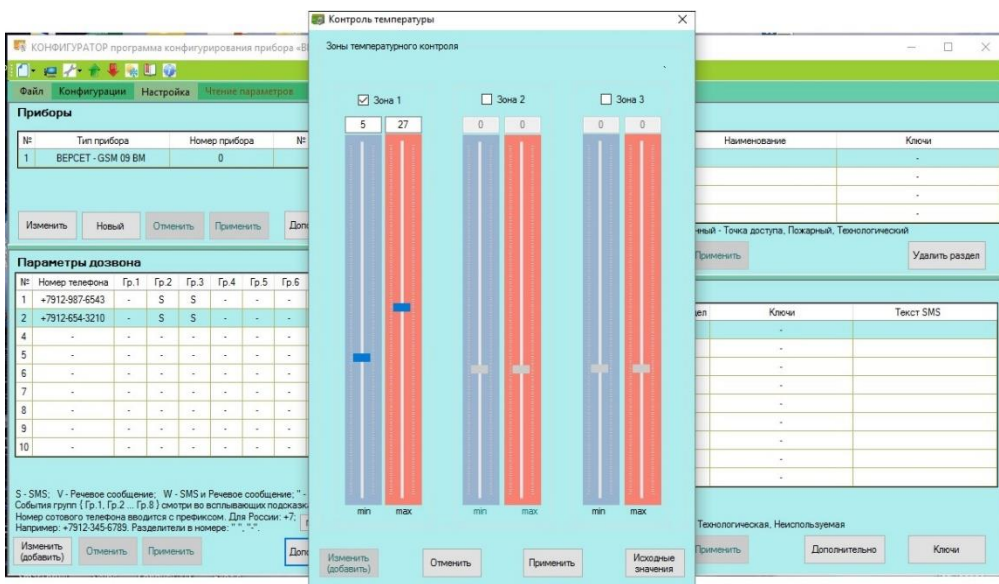 Контроль температуры
КОНФИГУРАТОР программа конфигурирования прибора «В
Файл Конфигурации Настройка Чтение параметров
Приборы
№ Тип прибора Номер прибора №
1 ВЕРСЕТ - GSM 09 ВМ 0
Изменить Новый Отменить Применить
Параметры дозвона
№ Номер телефона Гр.1 Гр.2 Гр.3 Гр.4 Гр.5 Гр.6
1 +7912-987-6543 - S S - - -
2 +7912-654-3210 - S S - - -
4 - - - - - - -
5 - - - - - - -
6 - - - - - - -
7 - - - - - - -
8 - - - - - - -
9 - - - - - - -
10 - - - - - - -
S - SMS; V - Речевое сообщение; W - SMS и Речевое сообщение; " -
События групп ( Гр.1, Гр.2 ... Гр.8 ) смотри во всплывающих подсказк
Номер сотового телефона вводится с префиксом. Для России: +7;
Например: +7912-345-6789. Разделители в номере: " ", "-".
Изменить (добавить) Отменить Применить
Зоны температурного контроля
Зона 1 Зона 2 Зона 3
5 27 0 0 0 0
min max min max min max
Изменить (добавить) Отменить Применить Исходные значения
Наименование Ключи
-
-
-
-
нный - Точка доступа, Пожарный, Технологический
Применить Удалить раздел
дел Ключи Текст SMS
-
-
-
-
-
-
-
-
-
Технологическая, Неиспользуемая
Применить Дополнительно Ключи